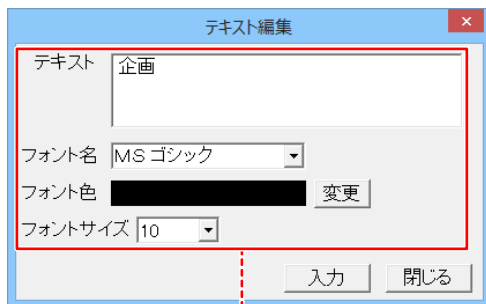 テキスト編集
テキスト 企画
フォント名 MS ゴシック
フォント色 変更
フォントサイズ 10
入力 閉じる